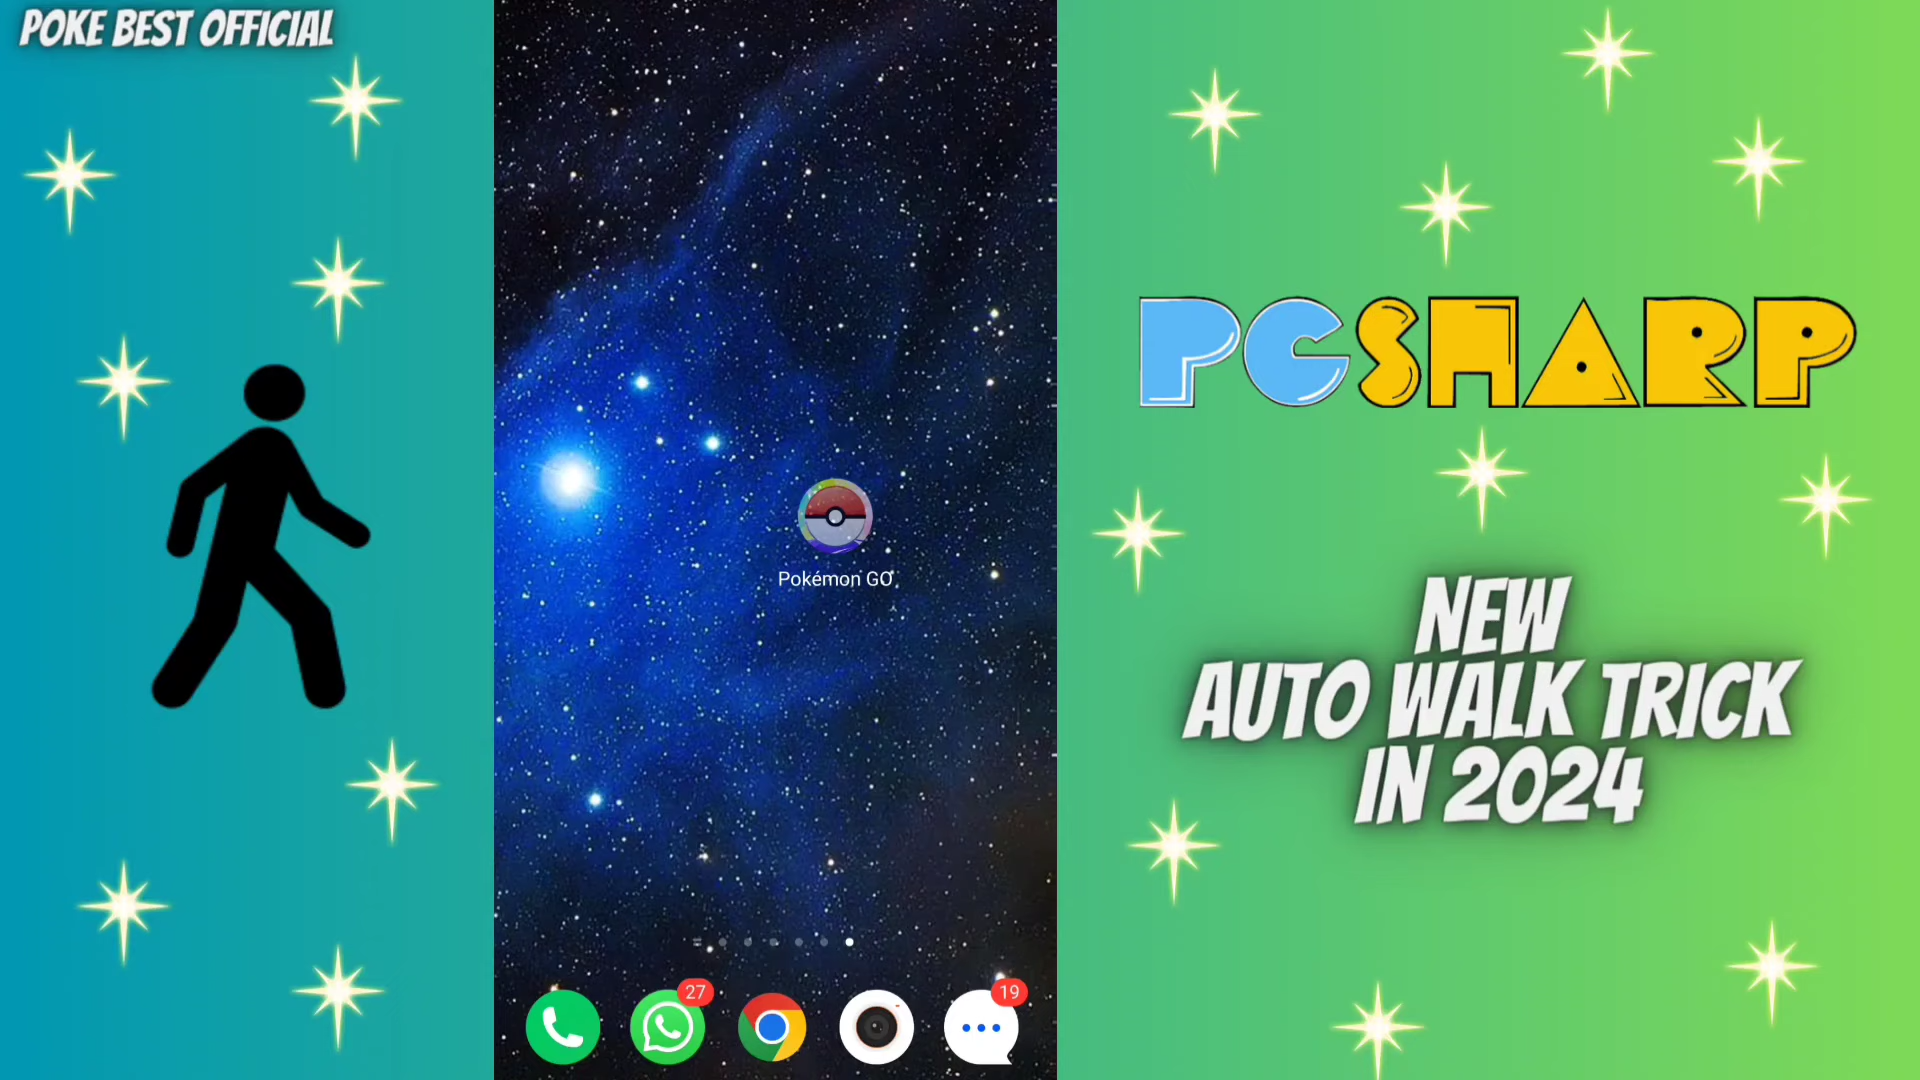 POKE BEST OFFICIAL
PGSHARP
Pokémon GO
NEW
AUTO WALK TRICK
IN 2024
27
19